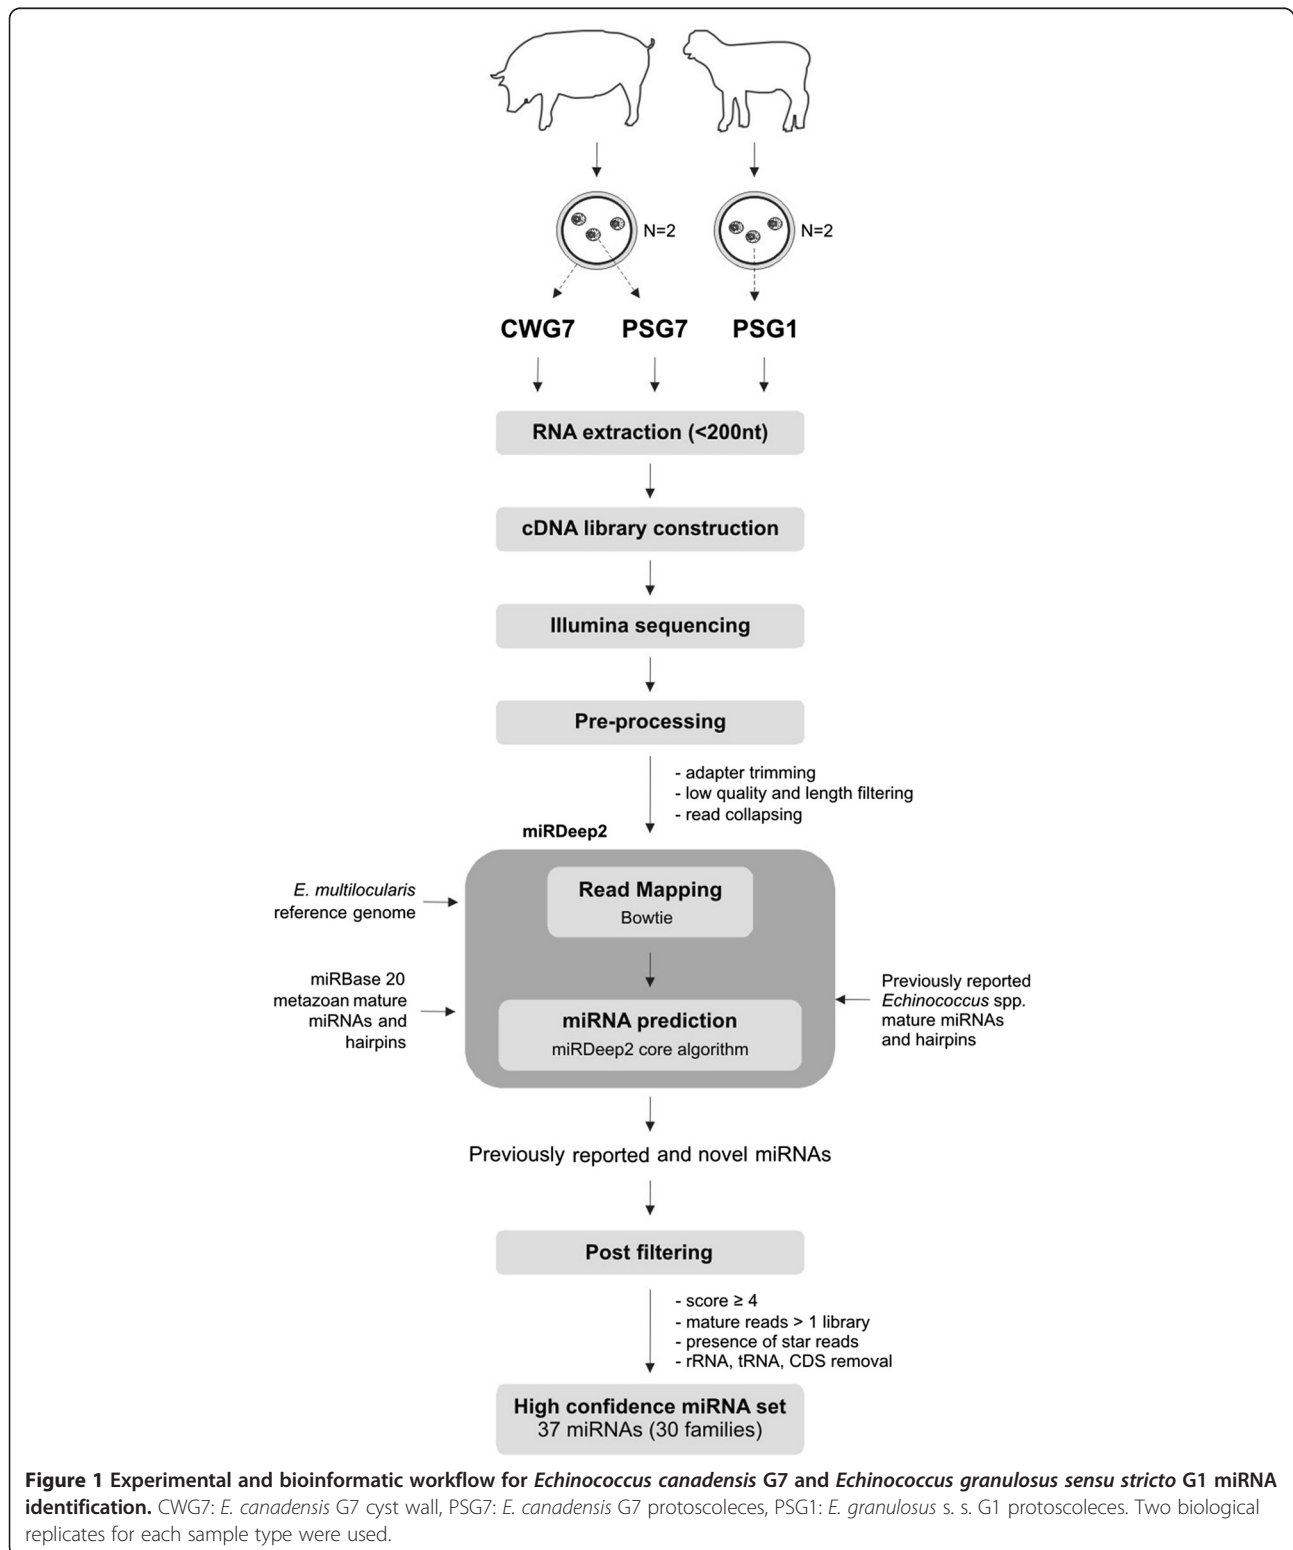 N=2
N=2
CWG7
PSG7
PSG1
RNA extraction (<200nt)
cDNA library construction
Illumina sequencing
Pre-processing
- adapter trimming
- low quality and length filtering
- read collapsing
miRDeep2
E. multilocularis
reference genome
Read Mapping
Bowtie
miRBase 20
metazoan mature
miRNAs and
hairpins
miRNA prediction
miRDeep2 core algorithm
Previously reported
Echinococcus spp.
mature miRNAs
and hairpins
Previously reported and novel miRNAs
Post filtering
- score ≥ 4
- mature reads > 1 library
- presence of star reads
- rRNA, tRNA, CDS removal
High confidence miRNA set
37 miRNAs (30 families)
Figure 1 Experimental and bioinformatic workflow for Echinococcus canadensis G7 and Echinococcus granulosus sensu stricto G1 miRNA
identification. CWG7: E. canadensis G7 cyst wall, PSG7: E. canadensis G7 protoscoleces, PSG1: E. granulosus s. s. G1 protoscoleces. Two biological
replicates for each sample type were used.